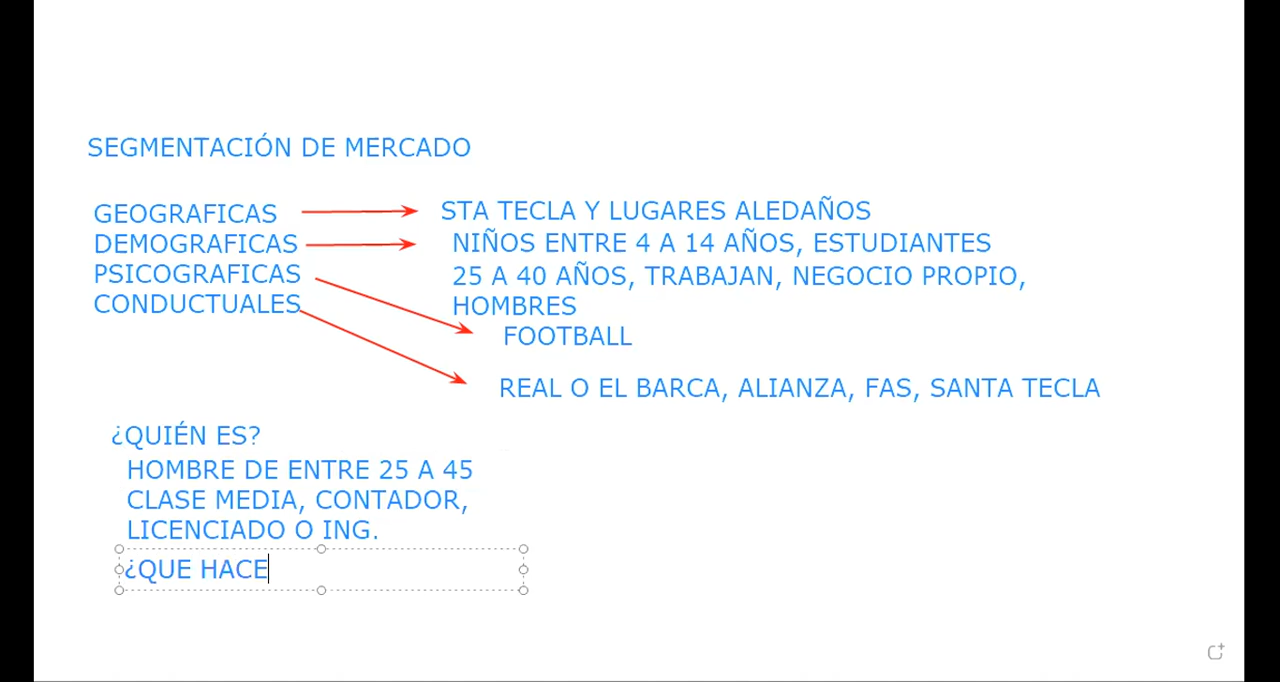 SEGMENTACIÓN DE MERCADO
GEOGRAFICAS
STA TECLA Y LUGARES ALEDAÑOS
DEMOGRAFICAS
NIÑOS ENTRE 4 A 14 AÑOS, ESTUDIANTES
PSICOGRAFICAS
25 A 40 AÑOS, TRABAJAN, NEGOCIO PROPIO,
CONDUCTUALES
HOMBRES
FOOTBALL
REAL O EL BARCA, ALIANZA, FAS, SANTA TECLA
¿QUIÉN ES?
HOMBRE DE ENTRE 25 A 45
CLASE MEDIA, CONTADOR,
LICENCIADO O ING.
¿QUE HACE